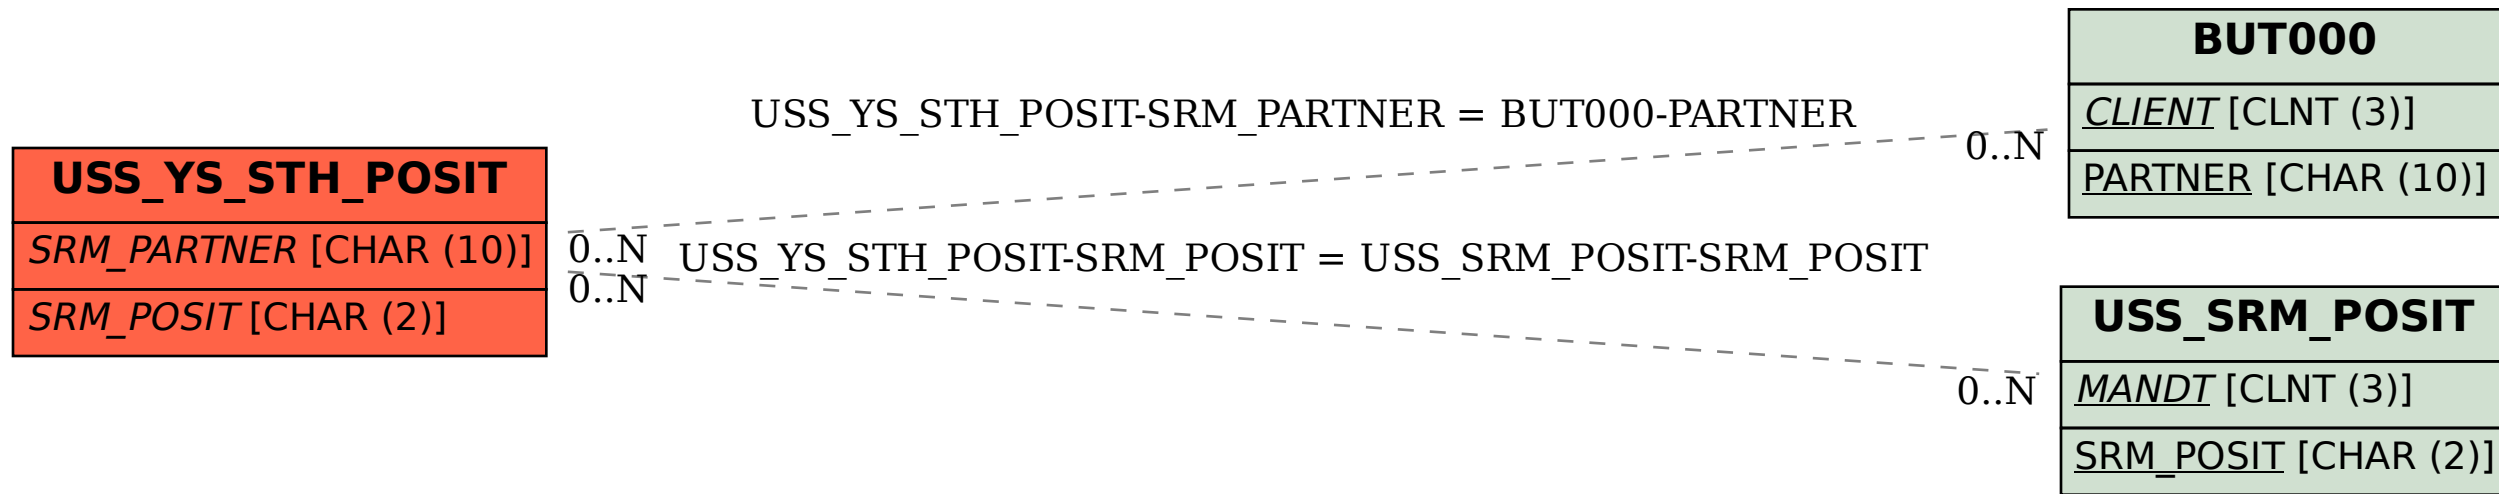 USS_YS_STH_POSIT
SRM_PARTNER [CHAR (10)]
SRM_POSIT [CHAR (2)]
USS_YS_STH_POSIT-SRM_PARTNER = BUT000-PARTNER
0..N
0..N
USS_YS_STH_POSIT-SRM_POSIT = USS_SRM_POSIT-SRM_POSIT
0..N
0..N
BUT000
CLIENT [CLNT (3)]
PARTNER [CHAR (10)]
USS_SRM_POSIT
MANDT [CLNT (3)]
SRM_POSIT [CHAR (2)]